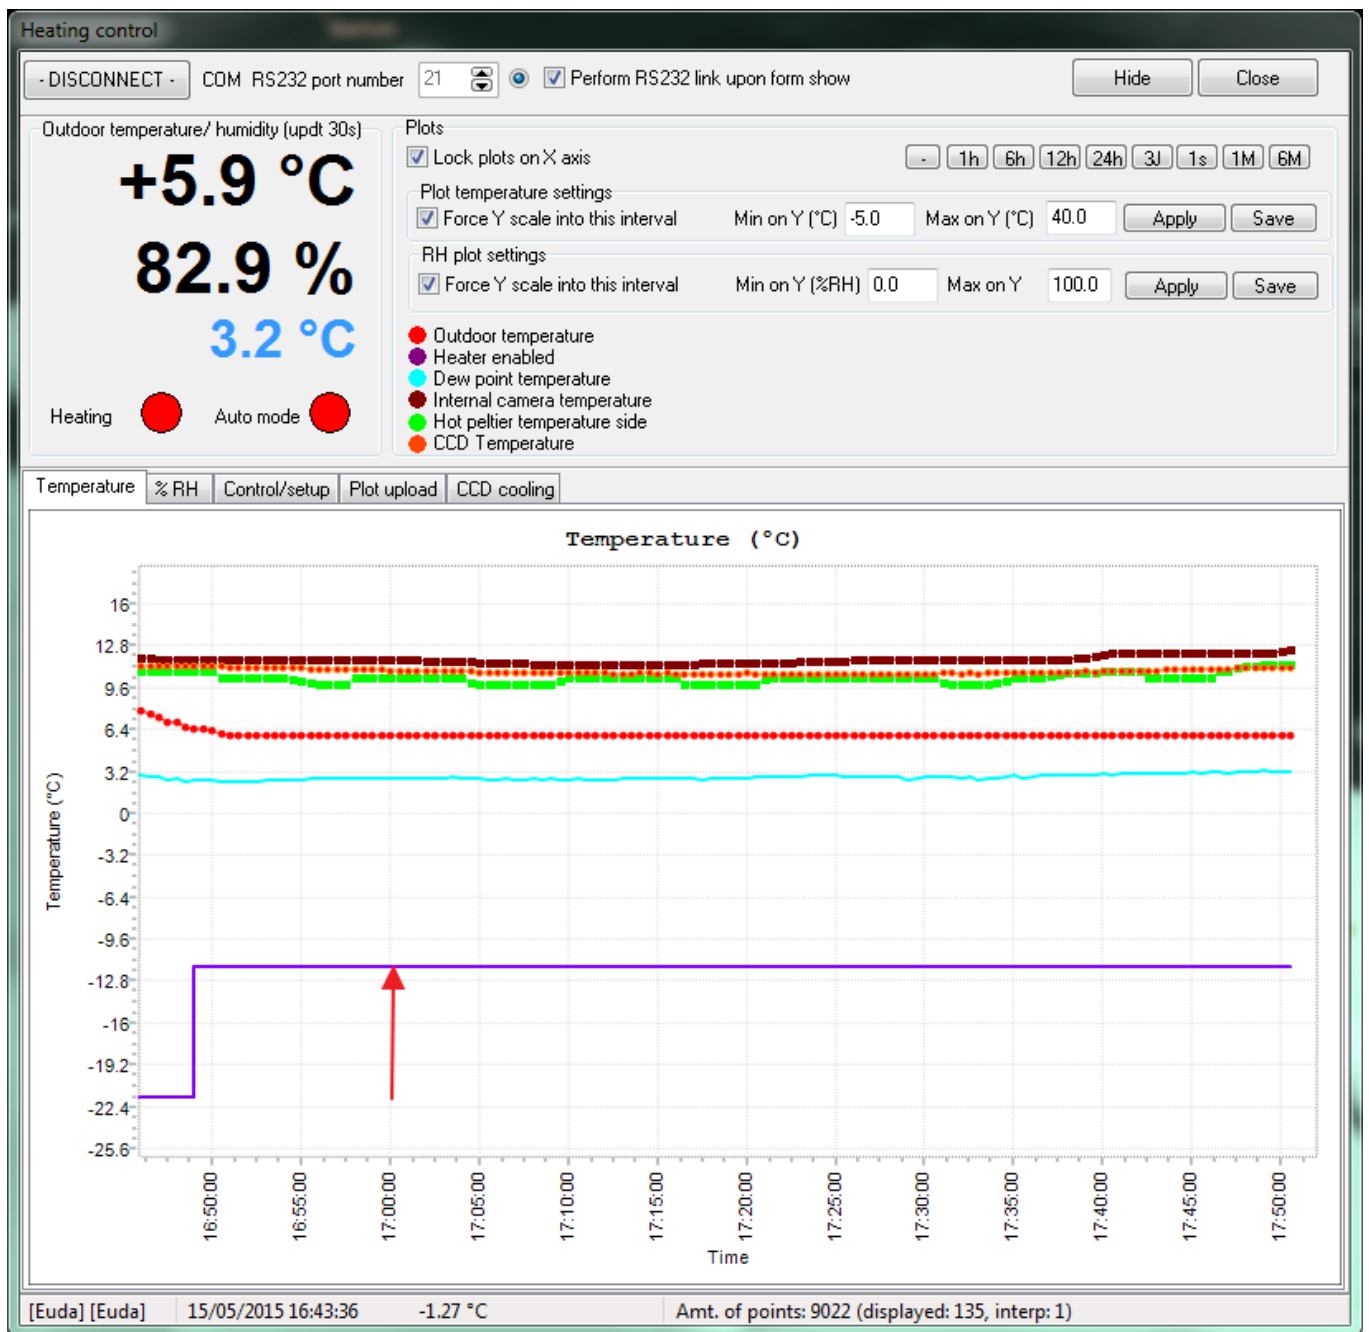 Heating control
- DISCONNECT - COM RS232 port number 21 Perform RS232 link upon form show Hide Close
Outdoor temperature/ humidity (updt 30s)
+5.9 °C
82.9 %
3.2 °C
Heating Auto mode
Plots
Lock plots on X axis - 1h 6h 12h 24h 3J 1s 1M 6M
Plot temperature settings
Force Y scale into this interval Min on Y (°C) -5.0 Max on Y (°C) 40.0 Apply Save
RH plot settings
Force Y scale into this interval Min on Y (%RH) 0.0 Max on Y 100.0 Apply Save
Outdoor temperature
Heater enabled
Dew point temperature
Internal camera temperature
Hot peltier temperature side
CCD Temperature
Temperature % RH Control/setup Plot upload CCD cooling
Temperature (°C)
Temperature (°C)
16
12.8
9.6
6.4
3.2
0
-3.2
-6.4
-9.6
-12.8
-16
-19.2
-22.4
-25.6
16:50:00 16:55:00 17:00:00 17:05:00 17:10:00 17:15:00 17:20:00 17:25:00 17:30:00 17:35:00 17:40:00 17:45:00 17:50:00
Time
[Euda] [Euda] 15/05/2015 16:43:36 -1.27 °C Amt. of points: 9022 (displayed: 135, interp: 1)